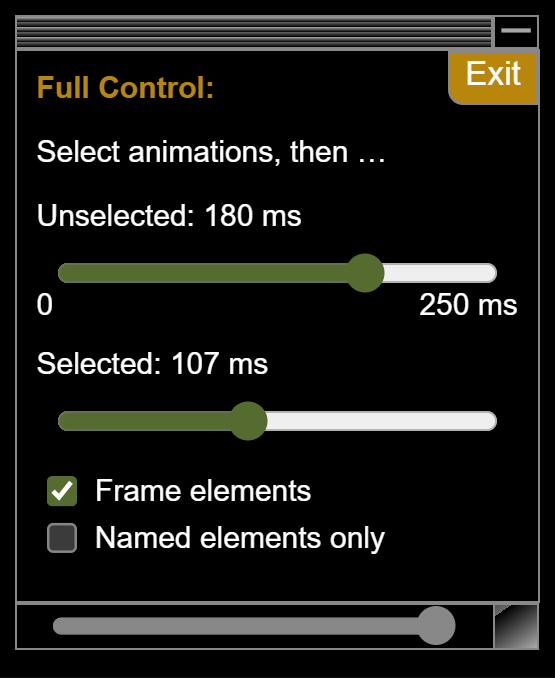 Exit
Full Control:
Select animations, then …
Unselected: 180 ms
0 250 ms
Selected: 107 ms
Frame elements
Named elements only